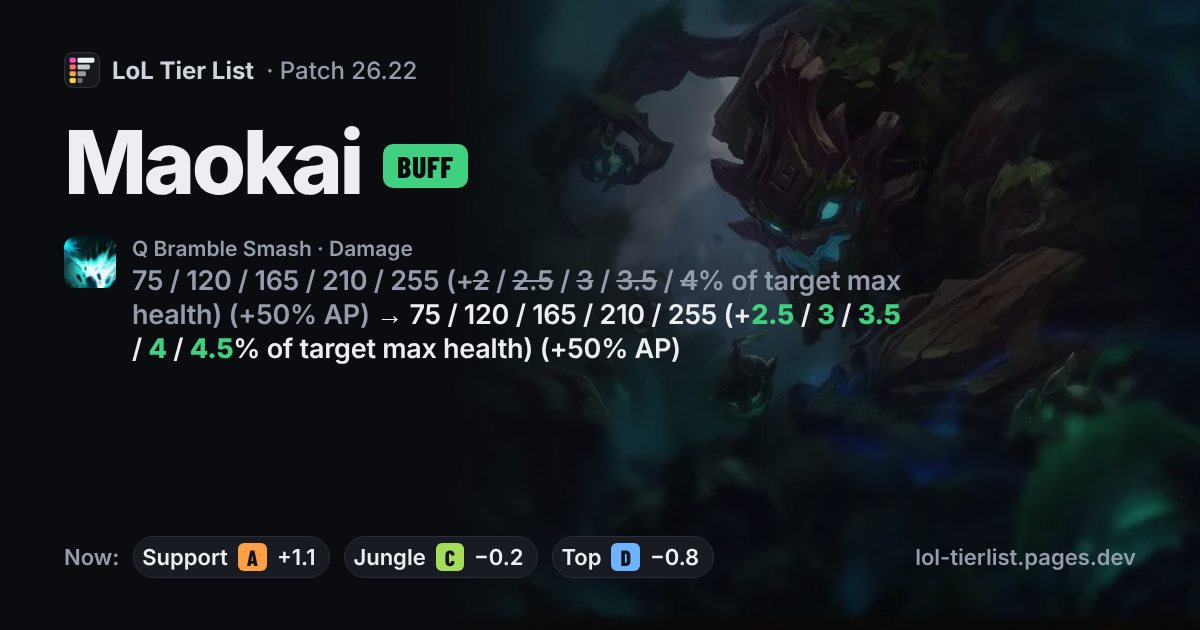 LoL Tier List · Patch 26.22
Maokai BUFF
Q Bramble Smash · Damage
75 / 120 / 165 / 210 / 255 (+2 / 2.5 / 3 / 3.5 / 4% of target max
health) (+50% AP) → 75 / 120 / 165 / 210 / 255 (+2.5 / 3 / 3.5
/ 4 / 4.5% of target max health) (+50% AP)
Now: Support A +1.1 Jungle C −0.2 Top D −0.8 lol-tierlist.pages.dev